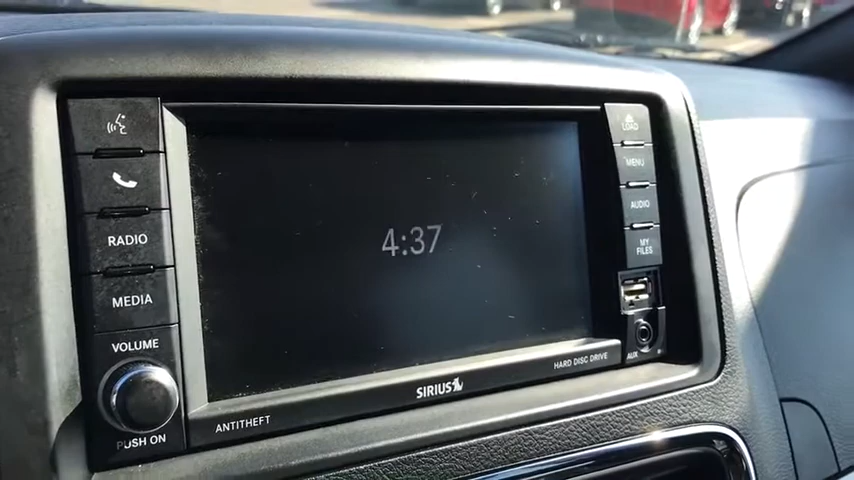 LOAD
MENU
RADIO
AUDIO
4:37
MY
FILES
MEDIA
VOLUME
AUX
HARD DISC DRIVE
SIRIUS
ANTITHEFT
PUSH ON